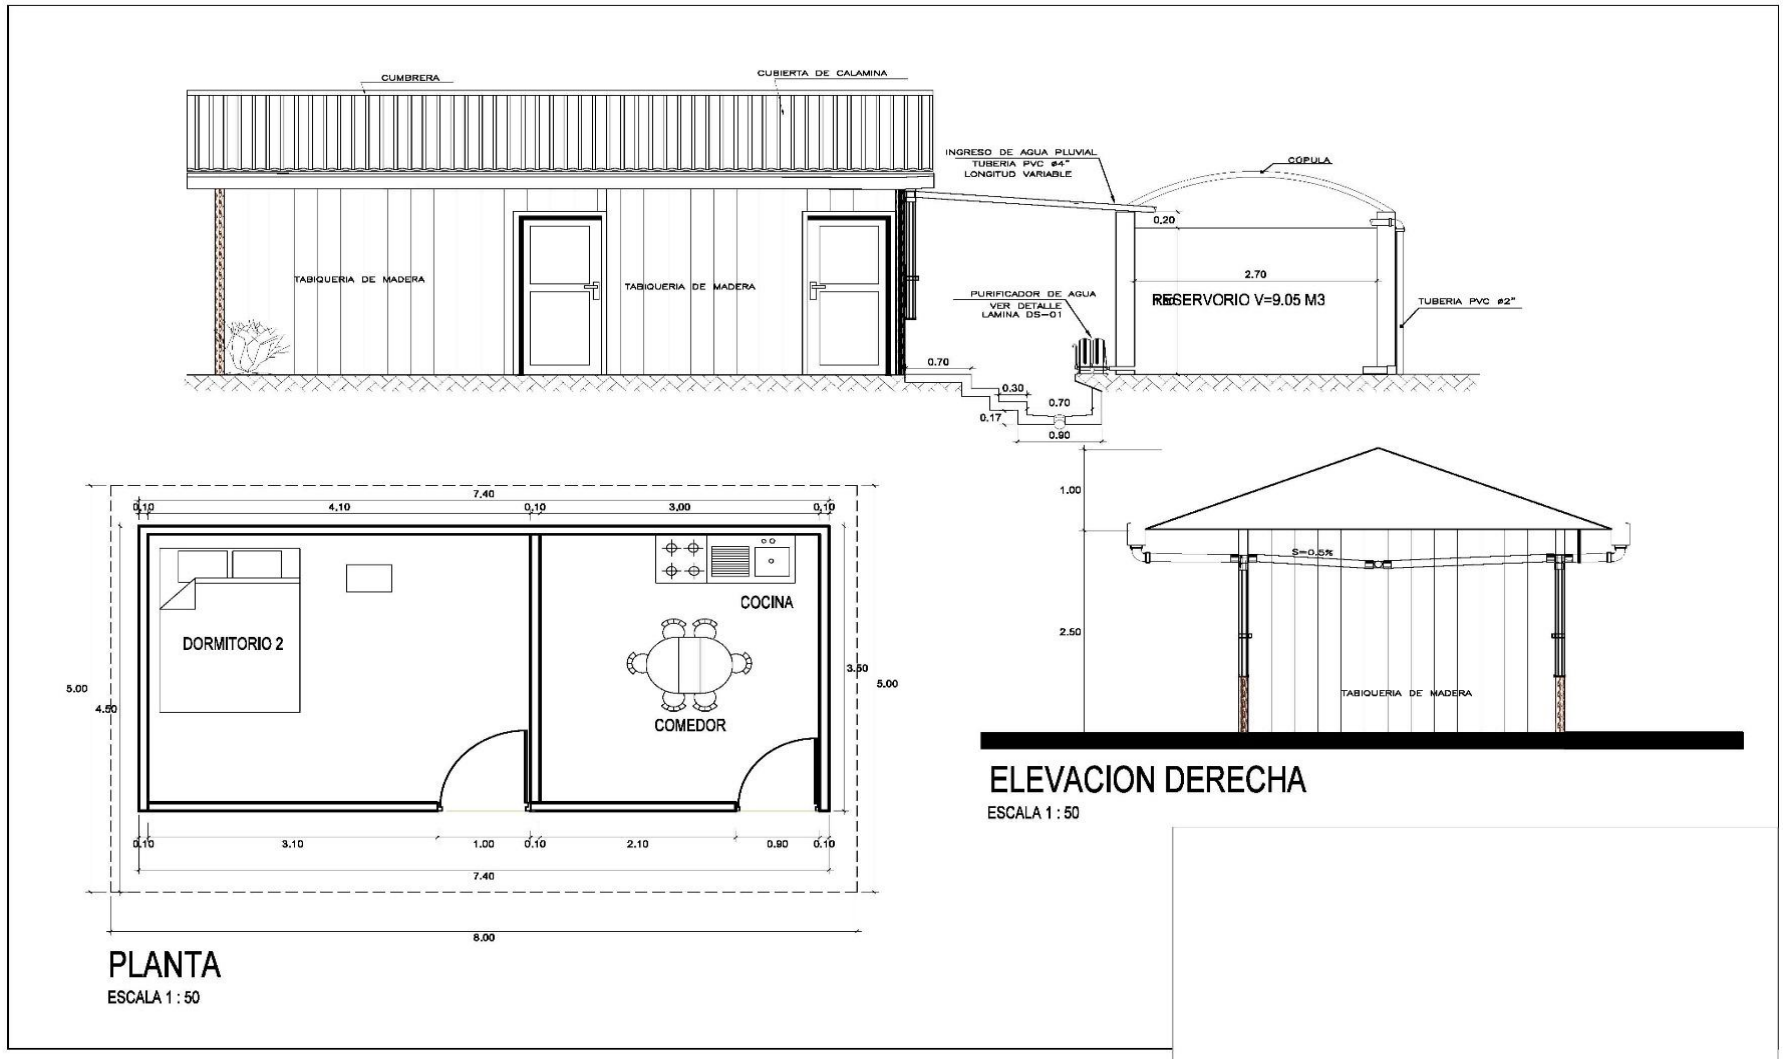 CUMBRERA
CUBIERTA DE CALAMINA
INGRESO DE AGUA PLUVIAL
TUBERIA PVC ø4"
LONGITUD VARIABLE
COPULA
0.20
2.70
TABIQUERIA DE MADERA
TABIQUERIA DE MADERA
PURIFICADOR DE AGUA
VER DETALLE
LAMINA DS-01
RESERVORIO V=9.05 M3
TUBERIA PVC ø2"
0.70
0.30
0.70
0.17
0.90
7.40
0.10
4.10
0.10
3.00
0.10
COCINA
DORMITORIO 2
COMEDOR
5.00
4.50
3.50
5.00
0.10
3.10
1.00
0.10
2.10
0.90
0.10
7.40
8.00
PLANTA
ESCALA 1 : 50
1.00
S=0.5%
2.50
TABIQUERIA DE MADERA
ELEVACION DERECHA
ESCALA 1 : 50